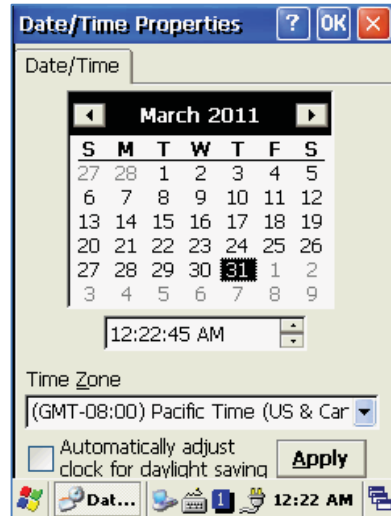 Date/Time Properties ? OK ×
Date/Time
March 2011
S M T W T F S
27 28 1 2 3 4 5
6 7 8 9 10 11 12
13 14 15 16 17 18 19
20 21 22 23 24 25 26
27 28 29 30 31 1 2
3 4 5 6 7 8 9
12:22:45 AM
Time Zone
(GMT-08:00) Pacific Time (US & Car
Automatically adjust
clock for daylight saving
Apply
Dat... 1 12:22 AM